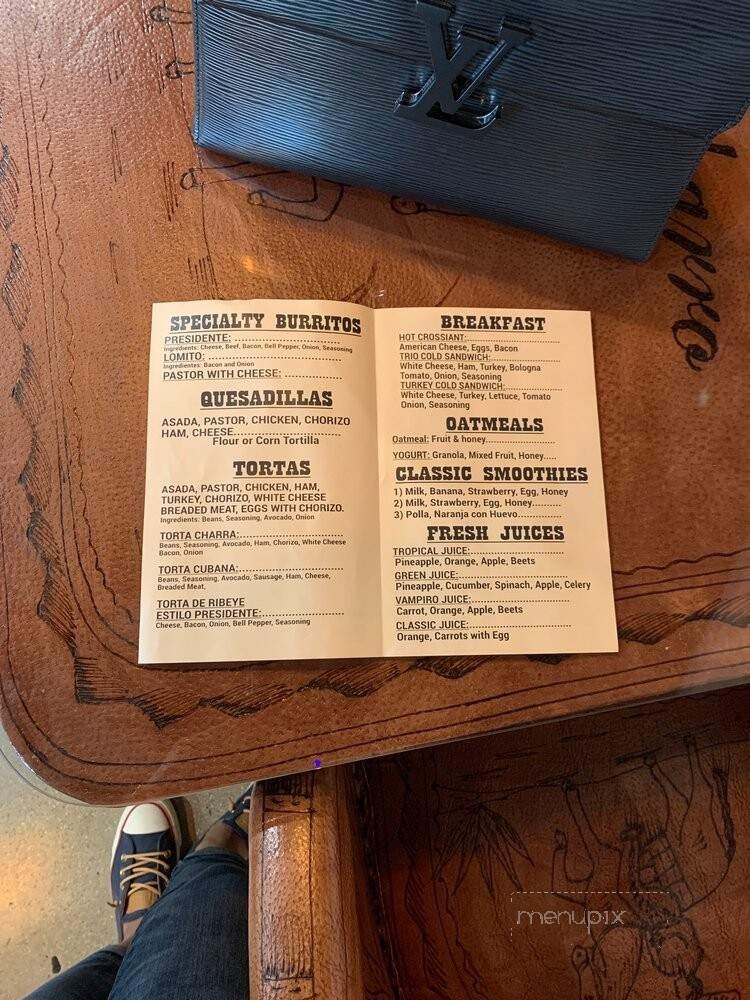 SPECIALTY BURRITOS
PRESIDENTE: ..............................
Ingredients: Cheese, Beef, Bacon, Bell Pepper, Onion, Seasoning
LOMITO: ......................................
Ingredientes: Bacon and Onion
PASTOR WITH CHEESE: ................
QUESADILLAS
ASADA, PASTOR, CHICKEN, CHORIZO
HAM, CHEESE..............................
Flour or Corn Tortilla
TORTAS
ASADA, PASTOR, CHICKEN, HAM,
TURKEY, CHORIZO, WHITE CHEESE
BREADED MEAT, EGGS WITH CHORIZO.
Ingredients: Beans, Seasoning, Avocado, Onion
TORTA CHARRA:..............................
Beans, Seasoning, Avocado, Ham, Chorizo, White Cheese
Bacon, Onion
TORTA CUBANA:..............................
Beans, Seasoning, Avocado, Sausage, Ham, Cheese,
Breaded Meat,
TORTA DE RIBEYE
ESTILO PRESIDENTE:......................
Cheese, Bacon, Onion, Bell Pepper, Seasoning
BREAKFAST
HOT CROSSIANT:..............................
American Cheese, Eggs, Bacon
TRIO COLD SANDWICH:......................
White Cheese, Ham, Turkey, Bologna
Tomato, Onion, Seasoning
TURKEY COLD SANDWICH:..................
White Cheese, Turkey, Lettuce, Tomato
Onion, Seasoning
OATMEALS
Oatmeal: Fruit & honey....................
YOGURT: Granola, Mixed Fruit, Honey.....
CLASSIC SMOOTHIES
1) Milk, Banana, Strawberry, Egg, Honey
2) Milk, Strawberry, Egg, Honey..........
3) Polla, Naranja con Huevo...............
FRESH JUICES
TROPICAL JUICE:..............................
Pineapple, Orange, Apple, Beets
GREEN JUICE:..................................
Pineapple, Cucumber, Spinach, Apple, Celery
VAMPIRO JUICE;..............................
Carrot, Orange, Apple, Beets
CLASSIC JUICE:..............................
Orange, Carrots with Egg
LV
menupix